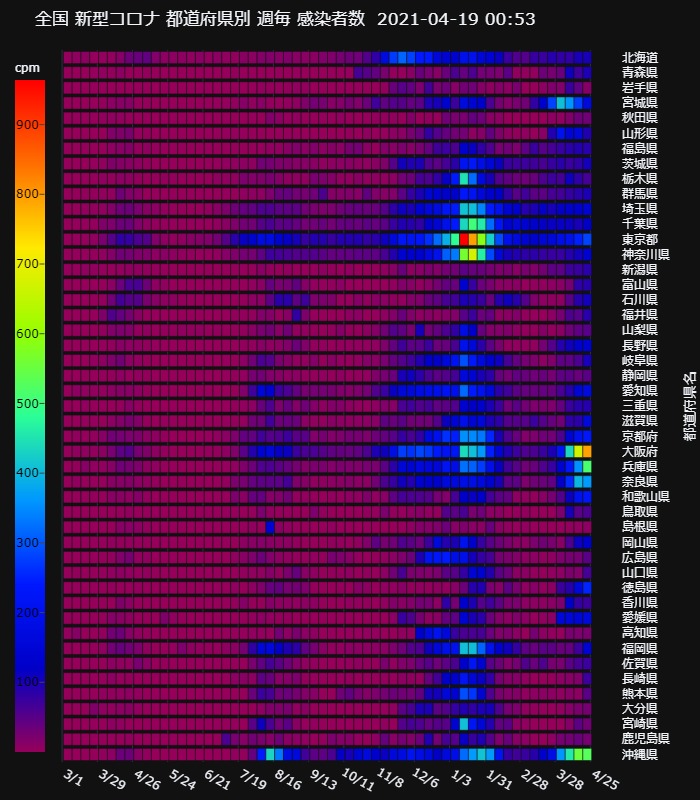 全国 新型コロナ 都道府県別 週毎 感染者数 2021-04-19 00:53
cpm
900
800
700
600
500
400
300
200
100
北海道
青森県
岩手県
宮城県
秋田県
山形県
福島県
茨城県
栃木県
群馬県
埼玉県
千葉県
東京都
神奈川県
新潟県
富山県
石川県
福井県
山梨県
長野県
岐阜県
静岡県
愛知県
三重県
滋賀県
京都府
大阪府
兵庫県
奈良県
和歌山県
鳥取県
島根県
岡山県
広島県
山口県
徳島県
香川県
愛媛県
高知県
福岡県
佐賀県
長崎県
熊本県
大分県
宮崎県
鹿児島県
沖縄県
都道府県名
3/1 3/29 4/26 5/24 6/21 7/19 8/16 9/13 10/11 11/8 12/6 1/3 1/31 2/28 3/28 4/25